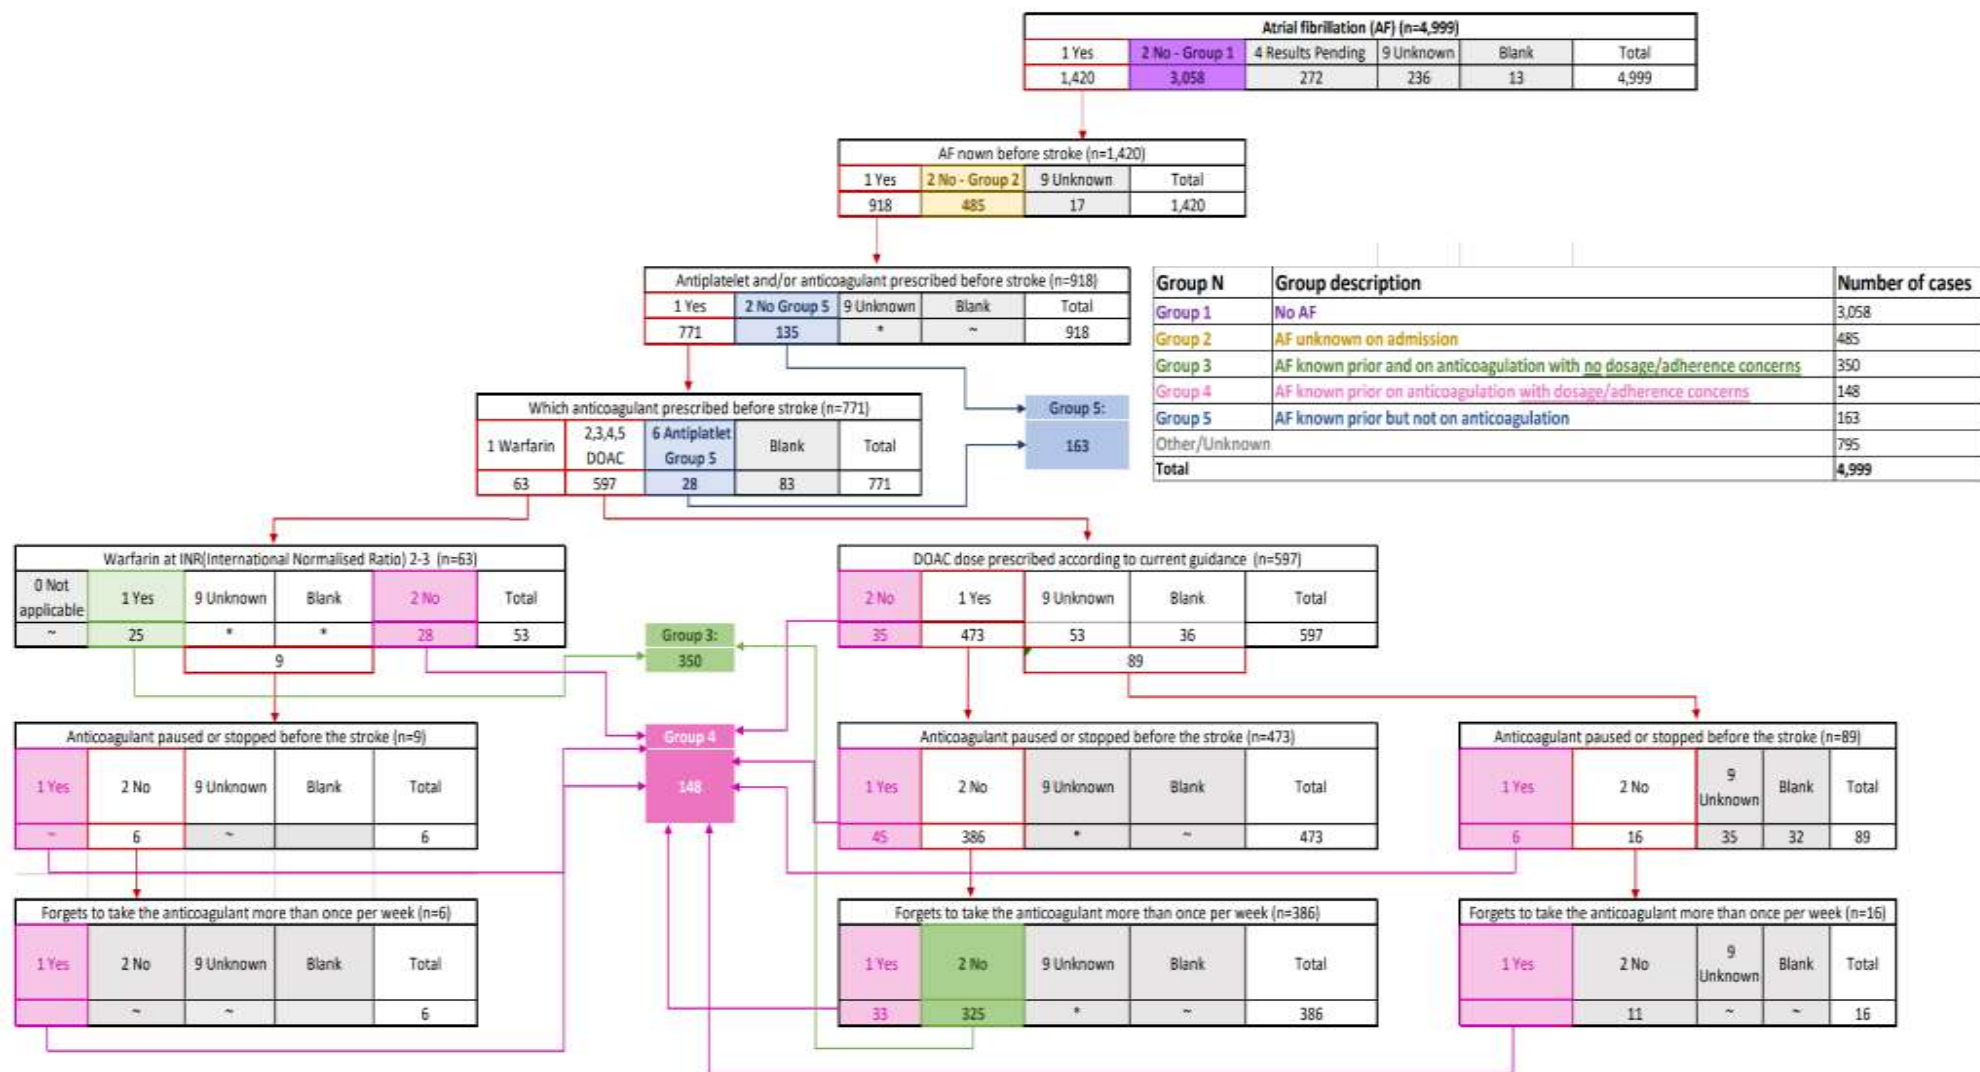 Atrial fibrillation (AF) (n=4,999)
1 Yes 2 No - Group 1 4 Results Pending 9 Unknown Blank Total
1,420 3,058 272 236 13 4,999
AF nown before stroke (n=1,420)
1 Yes 2 No - Group 2 9 Unknown Total
918 485 17 1,420
Antiplatelet and/or anticoagulant prescribed before stroke (n=918)
1 Yes 2 No Group 5 9 Unknown Blank Total
771 135 * ~ 918
Group N Group description Number of cases
Group 1 No AF 3,058
Group 2 AF unknown on admission 485
Group 3 AF known prior and on anticoagulation with no dosage/adherence concerns 350
Group 4 AF known prior on anticoagulation with dosage/adherence concerns 148
Group 5 AF known prior but not on anticoagulation 163
Other/Unknown 795
Total 4,999
Which anticoagulant prescribed before stroke (n=771)
1 Warfarin 2,3,4,5 DOAC 6 Antiplatlet Group 5 Blank Total
63 597 28 83 771
Group 5:
163
Warfarin at INR(International Normalised Ratio) 2-3 (n=63)
0 Not applicable 1 Yes 9 Unknown Blank 2 No Total
~ 25 * * 28 53
9
Group 3:
350
DOAC dose prescribed according to current guidance (n=597)
2 No 1 Yes 9 Unknown Blank Total
35 473 53 36 597
89
Anticoagulant paused or stopped before the stroke (n=9)
1 Yes 2 No 9 Unknown Blank Total
~ 6 ~ 6
Group 4
148
Anticoagulant paused or stopped before the stroke (n=473)
1 Yes 2 No 9 Unknown Blank Total
45 386 * ~ 473
Anticoagulant paused or stopped before the stroke (n=89)
1 Yes 2 No 9 Unknown Blank Total
6 16 35 32 89
Forgets to take the anticoagulant more than once per week (n=6)
1 Yes 2 No 9 Unknown Blank Total
~ ~ 6
Forgets to take the anticoagulant more than once per week (n=386)
1 Yes 2 No 9 Unknown Blank Total
33 325 * ~ 386
Forgets to take the anticoagulant more than once per week (n=16)
1 Yes 2 No 9 Unknown Blank Total
11 ~ ~ 16